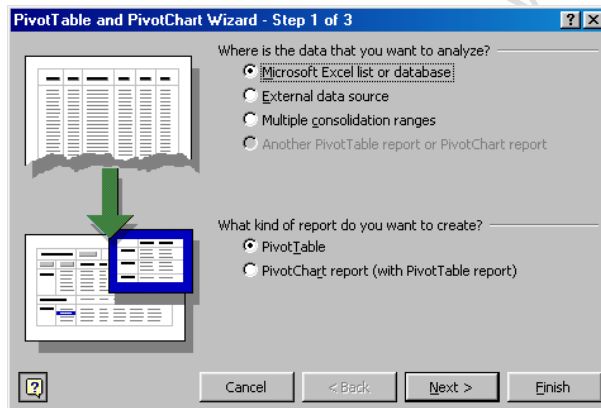 PivotTable and PivotChart Wizard - Step 1 of 3
Where is the data that you want to analyze?
Microsoft Excel list or database
External data source
Multiple consolidation ranges
Another PivotTable report or PivotChart report
What kind of report do you want to create?
PivotTable
PivotChart report (with PivotTable report)
Cancel < Back Next > Finish